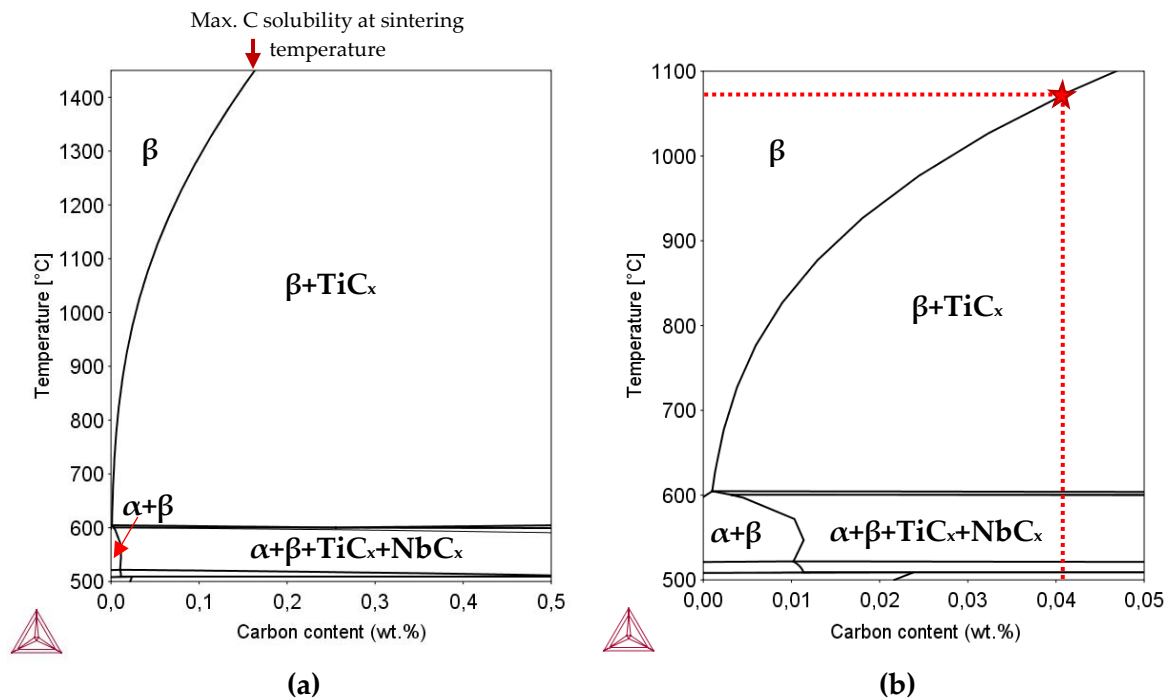 Max. C solubility at sintering
temperature
1400
1300
1200
1100
1000
900
800
700
600
500
Temperature [°C]
β
β+TiCₓ
α+β
α+β+TiCₓ+NbCₓ
0,0 0,1 0,2 0,3 0,4 0,5
Carbon content (wt.%)
(a)
1100
1000
900
800
700
600
500
Temperature [°C]
β
β+TiCₓ
α+β
α+β+TiCₓ+NbCₓ
0,00 0,01 0,02 0,03 0,04 0,05
Carbon content (wt.%)
(b)